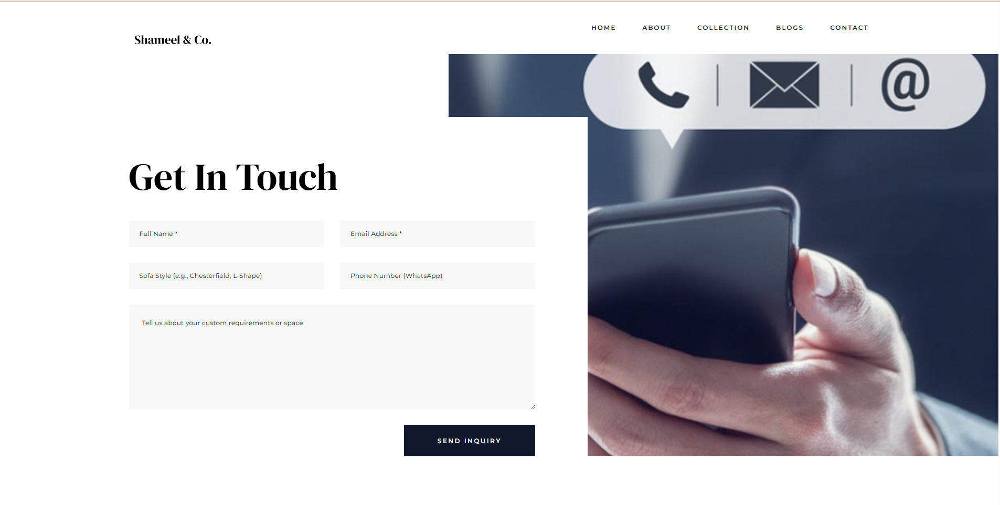 Shameel & Co.
HOME ABOUT COLLECTION BLOGS CONTACT
@
Get In Touch
Full Name * Email Address *
Sofa Style (e.g., Chesterfield, L-Shape) Phone Number (WhatsApp)
Tell us about your custom requirements or space
SEND INQUIRY